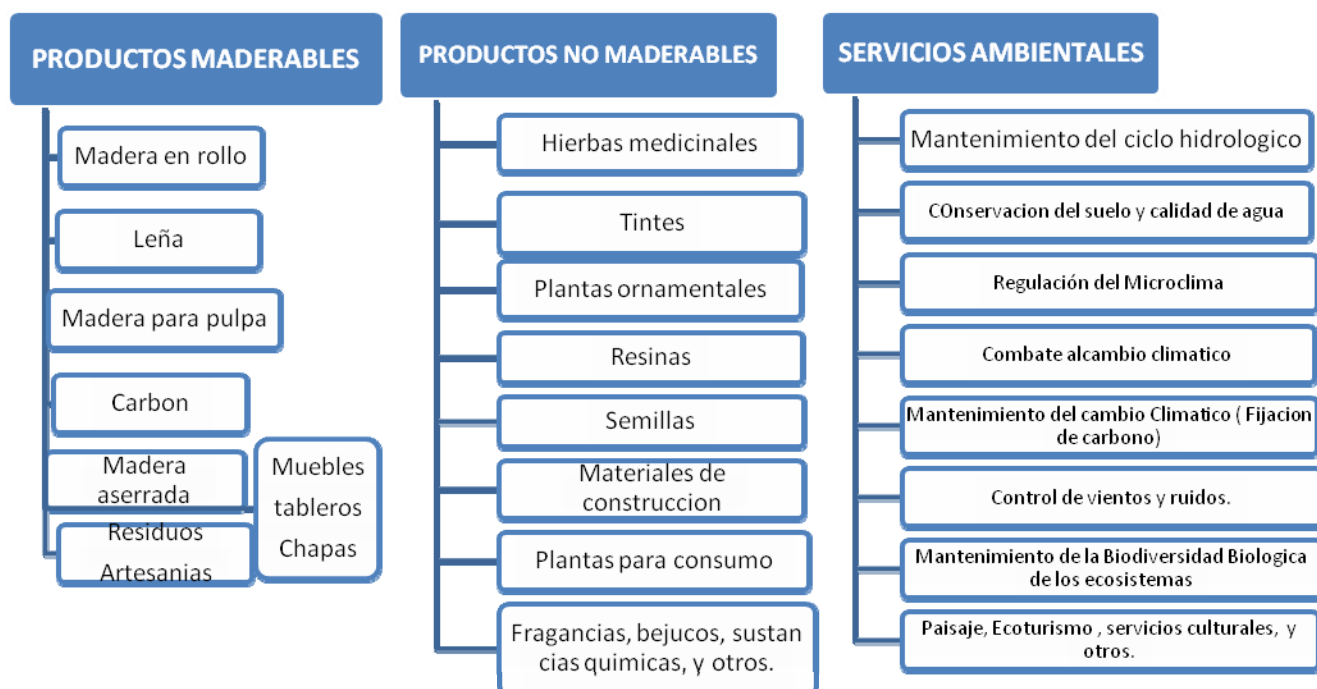 PRODUCTOS MADERABLES
Madera en rollo
Leña
Madera para pulpa
Carbon
Madera
aserrada
Residuos
Artesanias
Muebles
tableros
Chapas
PRODUCTOS NO MADERABLES
Hierbas medicinales
Tintes
Plantas ornamentales
Resinas
Semillas
Materiales de
construccion
Plantas para consumo
Fragancias, bejucos, sustan
cias quimicas, y otros.
SERVICIOS AMBIENTALES
Mantenimiento del ciclo hidrologico
COnservacion del suelo y calidad de agua
Regulación del Microclima
Combate alcambio climatico
Mantenimiento del cambio Climatico ( Fijacion
de carbono)
Control de vientos y ruidos.
Mantenimiento de la Biodiversidad Biologica
de los ecosistemas
Paisaje, Ecoturismo , servicios culturales, y
otros.